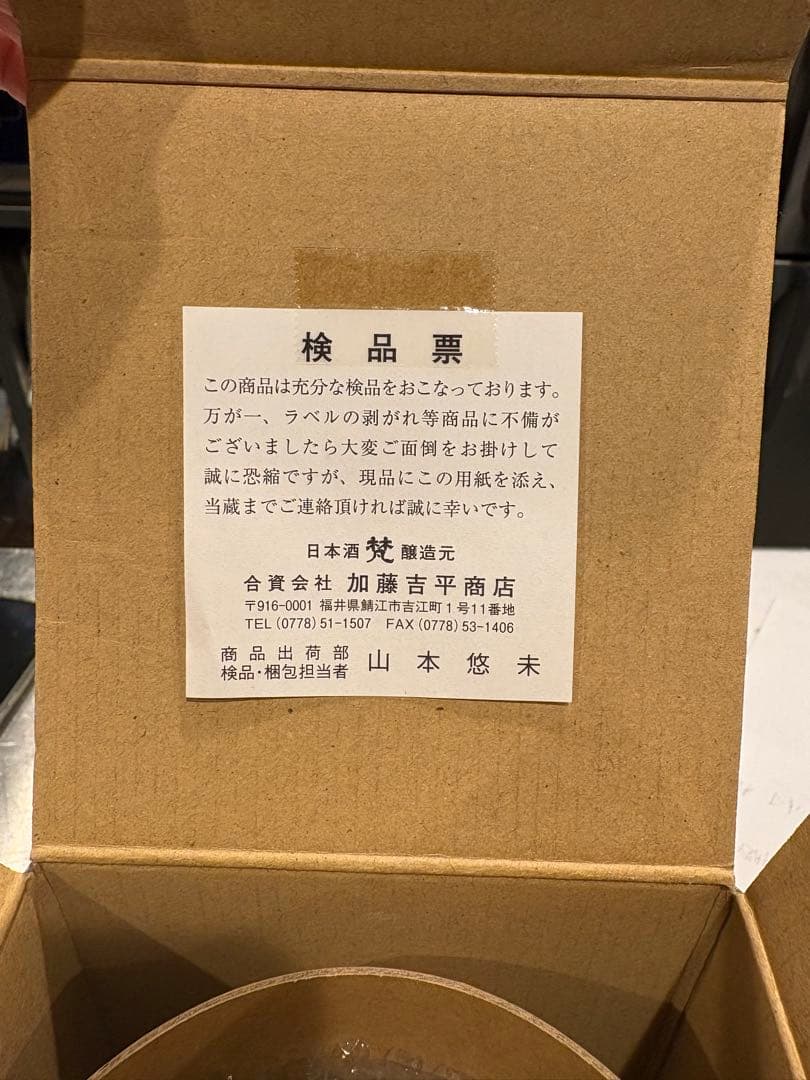 検品票
この商品は充分な検品をおこなっております。
万が一、ラベルの剥がれ等商品に不備が
ございましたら大変ご面倒をお掛けして
誠に恐縮ですが、現品にこの用紙を添え、
当蔵までご連絡頂ければ誠に幸いです。
日本酒 梵 醸造元
合資会社 加藤吉平商店
〒916-0001 福井県鯖江市吉江町1号11番地
TEL(0778)51-1507 FAX(0778)53-1406
商品出荷部
検品・梱包担当者 山本悠未